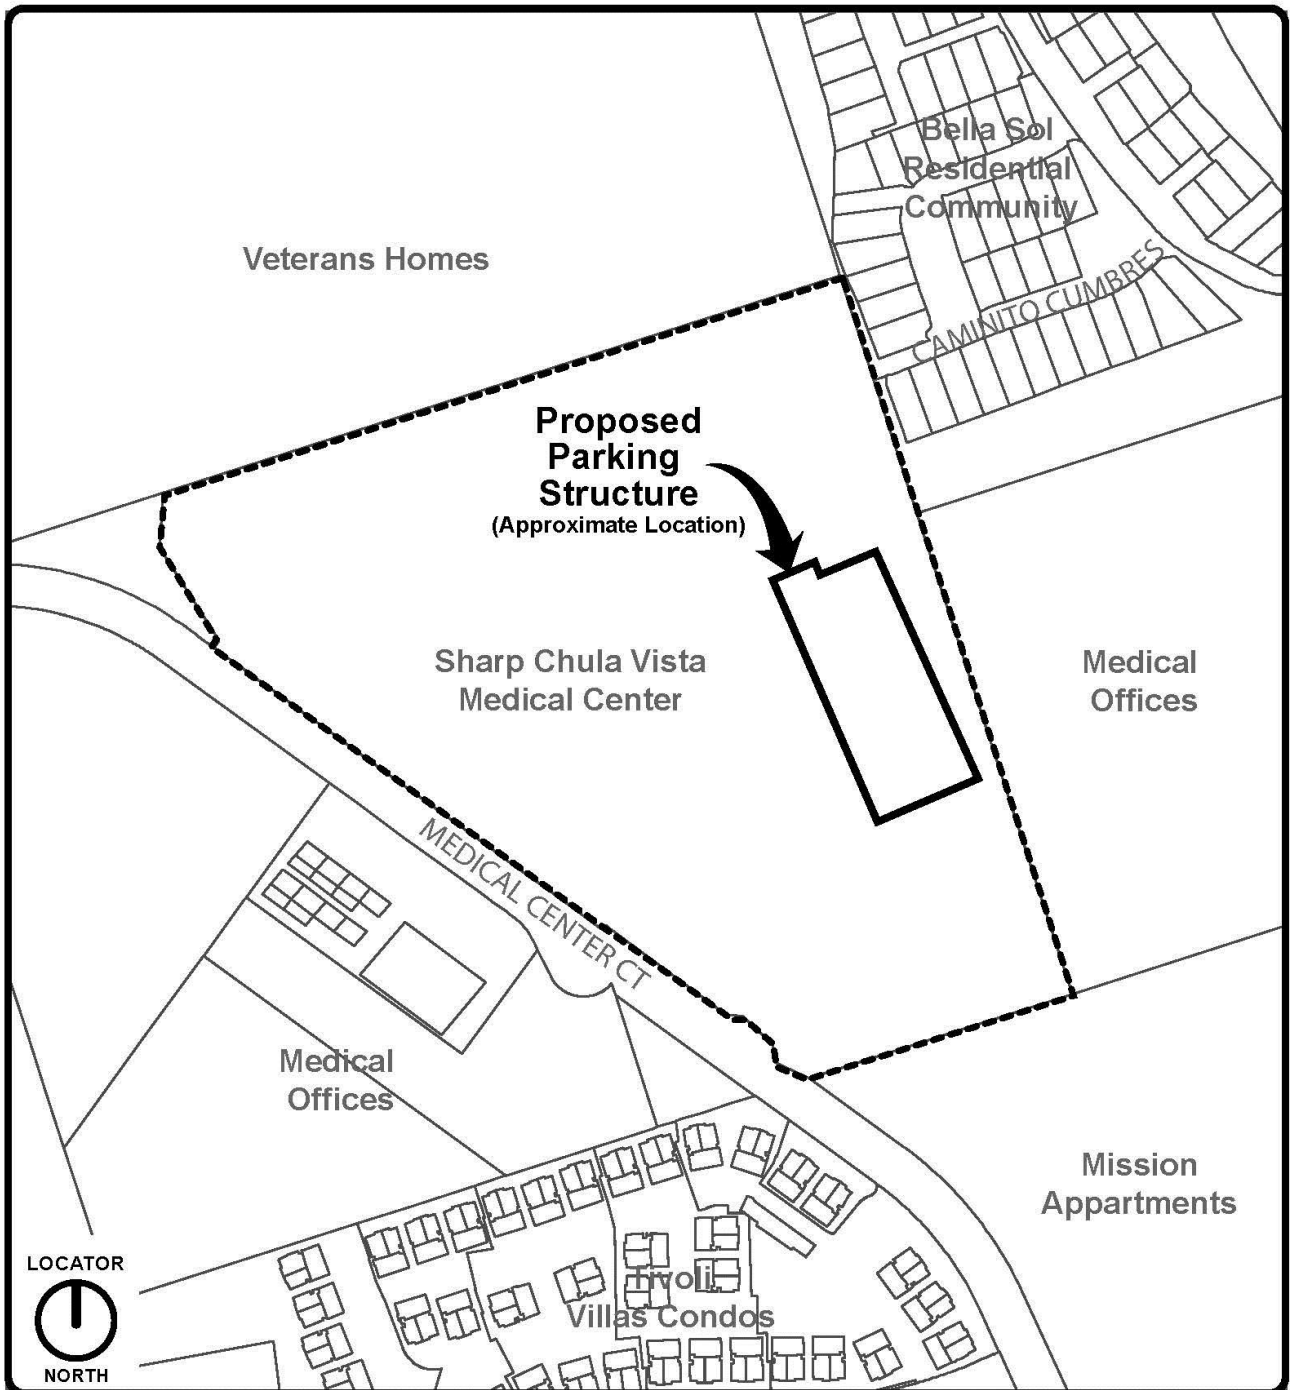 Bella Sol
Residential
Community
Veterans Homes
CAMINITO CUMBRES
Proposed
Parking
Structure
(Approximate Location)
Sharp Chula Vista
Medical Center
Medical
Offices
MEDICAL CENTER CT
Medical
Offices
Mission
Appartments
Tivoli
Villas Condos
LOCATOR
NORTH